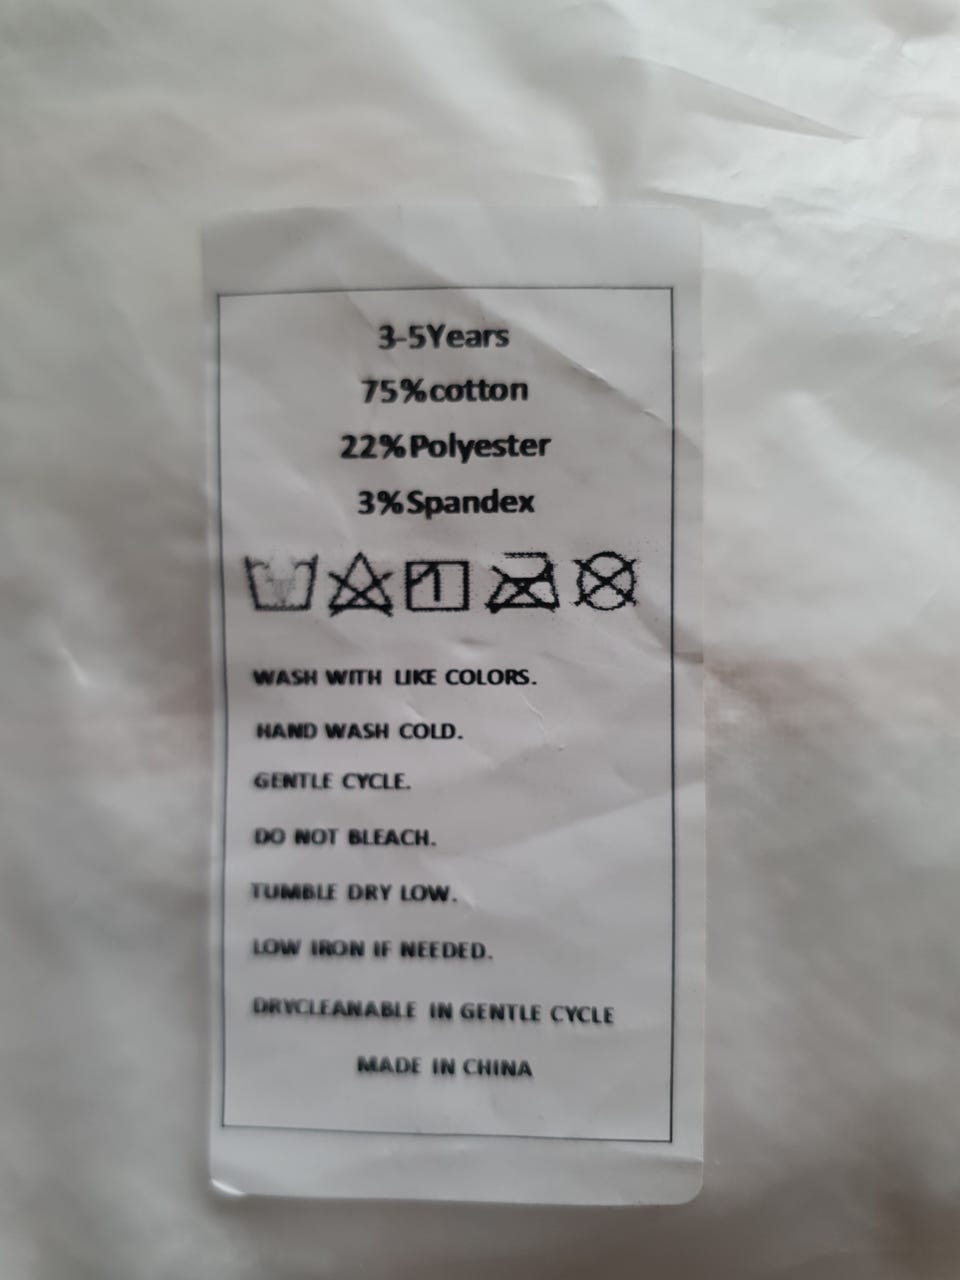 3-5Years
75%cotton
22%Polyester
3%Spandex
WASH WITH LIKE COLORS.
HAND WASH COLD.
GENTLE CYCLE.
DO NOT BLEACH.
TUMBLE DRY LOW.
LOW IRON IF NEEDED.
DRYCLEANABLE IN GENTLE CYCLE
MADE IN CHINA